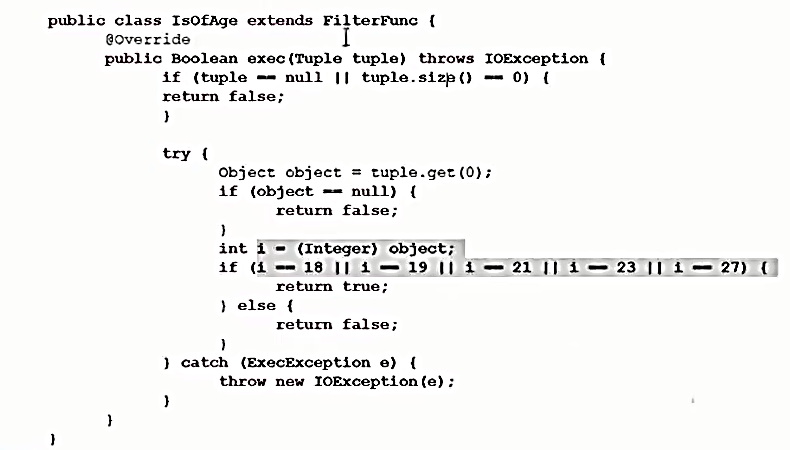 public class IsOfAge extends FilterFunc {
@Override
public Boolean exec(Tuple tuple) throws IOException {
if (tuple == null || tuple.size() == 0) {
return false;
}
try {
Object object = tuple.get(0);
if (object == null) {
return false;
}
int i = (Integer) object;
if (i == 18 || i == 19 || i == 21 || i == 23 || i == 27) {
return true;
} else {
return false;
}
} catch (ExecException e) {
throw new IOException(e);
}
}
}